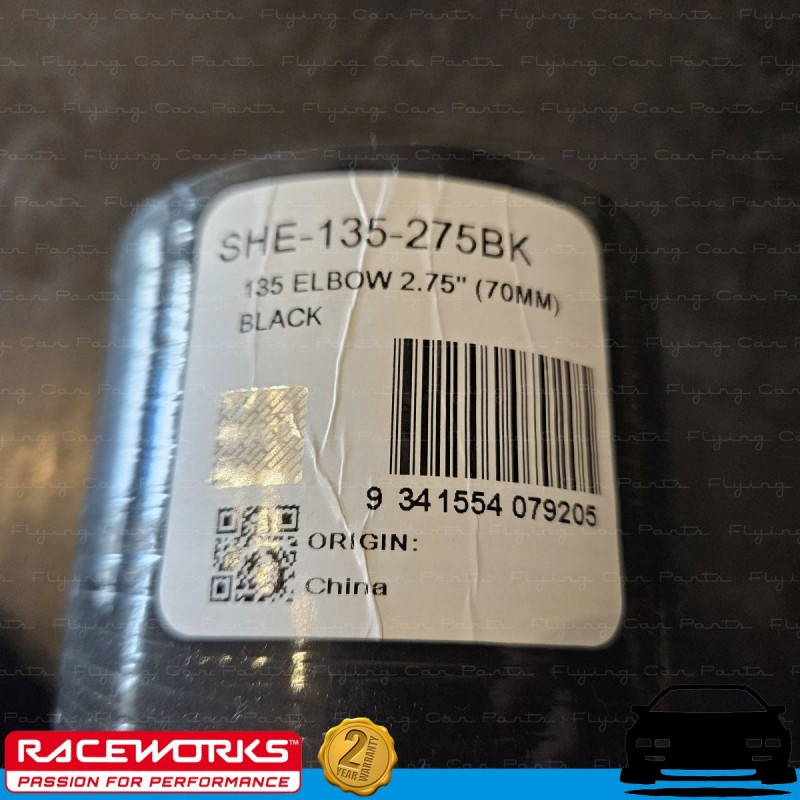 SHE-135-275BK
135 ELBOW 2.75" (70MM)
BLACK
9 341554 079205
ORIGIN:
China
RACEWORKS™
PASSION FOR PERFORMANCE
2
YEAR
WARRANTY
Flying Car Parts